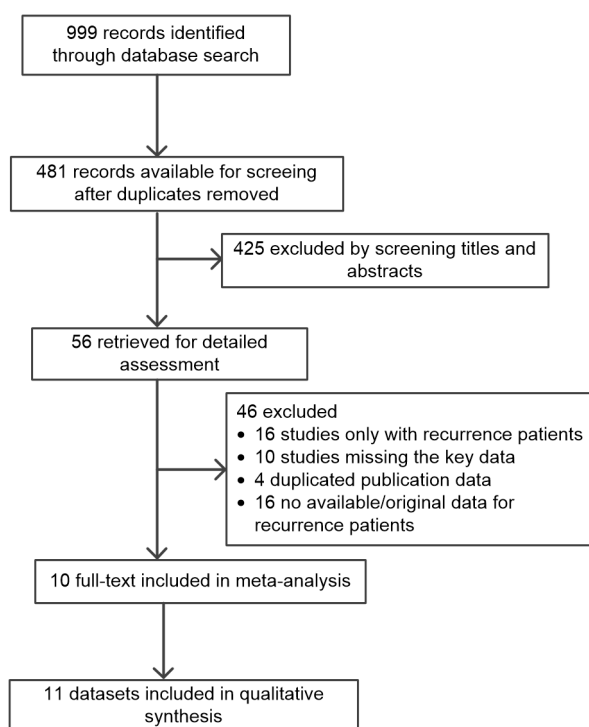 999 records identified
through database search
481 records available for screeing
after duplicates removed
425 excluded by screening titles and
abstracts
56 retrieved for detailed
assessment
46 excluded
• 16 studies only with recurrence patients
• 10 studies missing the key data
• 4 duplicated publication data
• 16 no available/original data for
recurrence patients
10 full-text included in meta-analysis
11 datasets included in qualitative
synthesis